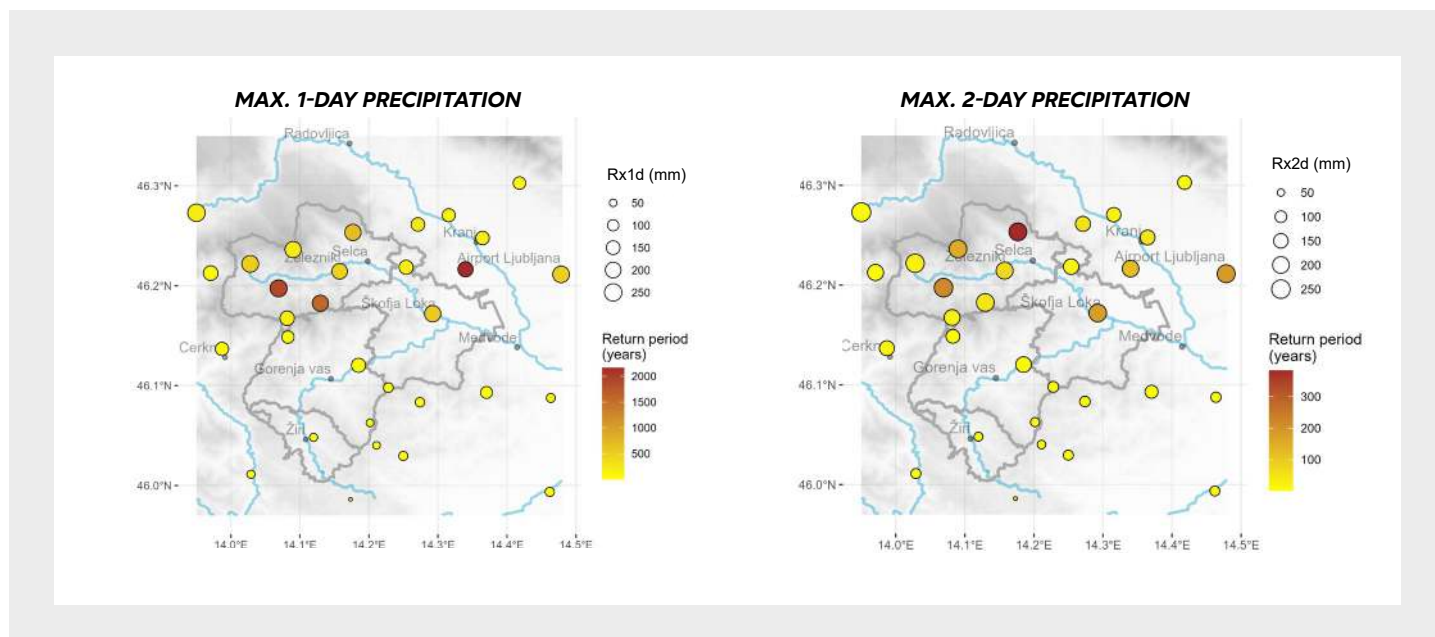 MAX. 1-DAY PRECIPITATION
Radovljica
46.3°N
Kranj
Selca
Železniki
Airport Ljubljana
46.2°N
Škofja Loka
Medvode
Cerkn
Gorenja vas
46.1°N
Žiri
46.0°N
14.0°E 14.1°E 14.2°E 14.3°E 14.4°E 14.5°E
Rx1d (mm)
50
100
150
200
250
Return period
(years)
2000
1500
1000
500
MAX. 2-DAY PRECIPITATION
Radovljica
46.3°N
Kranj
Selca
Železniki
Airport Ljubljana
46.2°N
Škofja Loka
Medvode
Cerkn
Gorenja vas
46.1°N
Žiri
46.0°N
14.0°E 14.1°E 14.2°E 14.3°E 14.4°E 14.5°E
Rx2d (mm)
50
100
150
200
250
Return period
(years)
300
200
100